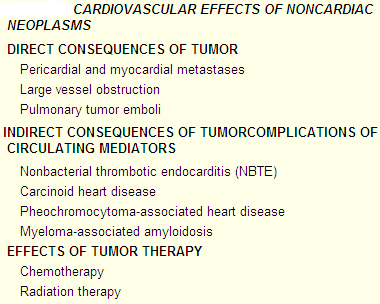 CARDIOVASCULAR EFFECTS OF NONCARDIAC
NEOPLASMS
DIRECT CONSEQUENCES OF TUMOR
Pericardial and myocardial metastases
Large vessel obstruction
Pulmonary tumor emboli
INDIRECT CONSEQUENCES OF TUMORCOMPLICATIONS OF
CIRCULATING MEDIATORS
Nonbacterial thrombotic endocarditis (NBTE)
Carcinoid heart disease
Pheochromocytoma-associated heart disease
Myeloma-associated amyloidosis
EFFECTS OF TUMOR THERAPY
Chemotherapy
Radiation therapy